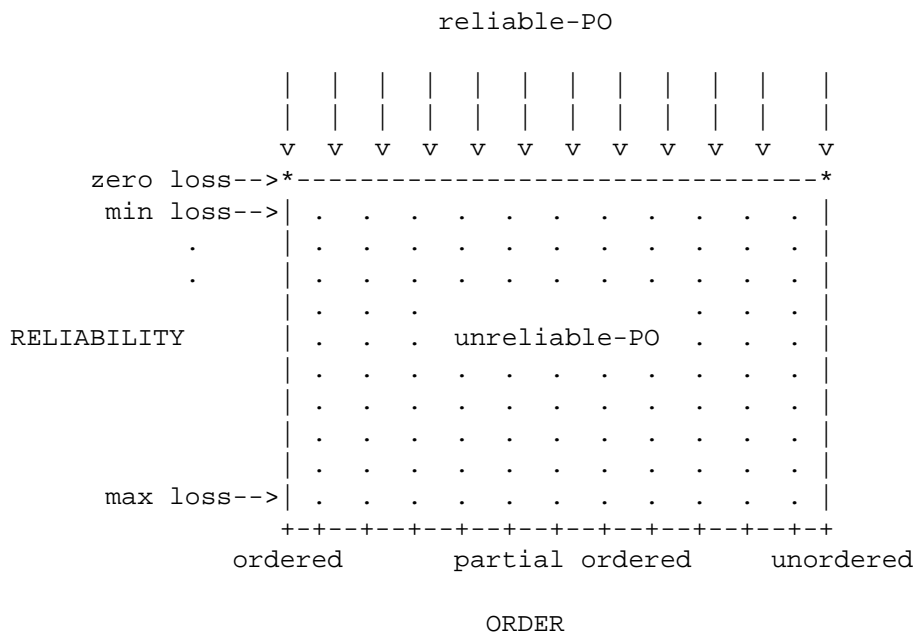 reliable-PO
| | | | | | | | | | | |
| | | | | | | | | | | |
v v v v v v v v v v v v
zero loss-->*----------------------------------*
min loss-->| . . . . . . . . . . . |
. | . . . . . . . . . . . |
. | . . . . . . . . . . . |
| . . . . . . |
RELIABILITY | . . . unreliable-PO . . . |
| . . . . . . . . . . . |
| . . . . . . . . . . . |
| . . . . . . . . . . . |
| . . . . . . . . . . . |
max loss-->| . . . . . . . . . . . |
+-+--+--+--+--+--+--+--+--+--+--+-+
ordered partial ordered unordered
ORDER